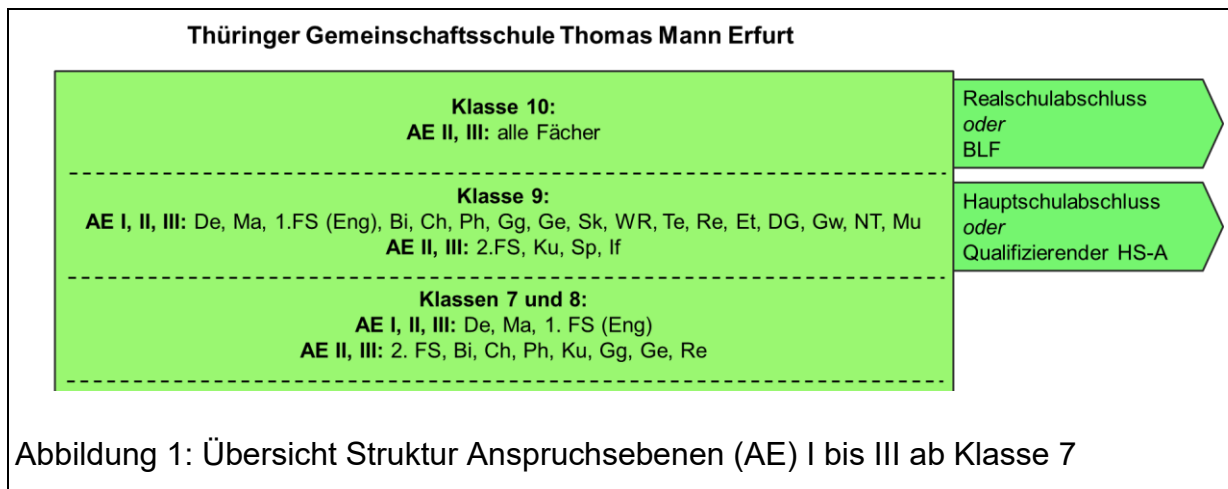 Thüringer Gemeinschaftsschule Thomas Mann Erfurt
Klasse 10:
AE II, III: alle Fächer
Realschulabschluss
oder
BLF
Klasse 9:
AE I, II, III: De, Ma, 1.FS (Eng), Bi, Ch, Ph, Gg, Ge, Sk, WR, Te, Re, Et, DG, Gw, NT, Mu
AE II, III: 2.FS, Ku, Sp, If
Hauptschulabschluss
oder
Qualifizierender HS-A
Klassen 7 und 8:
AE I, II, III: De, Ma, 1. FS (Eng)
AE II, III: 2. FS, Bi, Ch, Ph, Ku, Gg, Ge, Re
Abbildung 1: Übersicht Struktur Anspruchsebenen (AE) I bis III ab Klasse 7